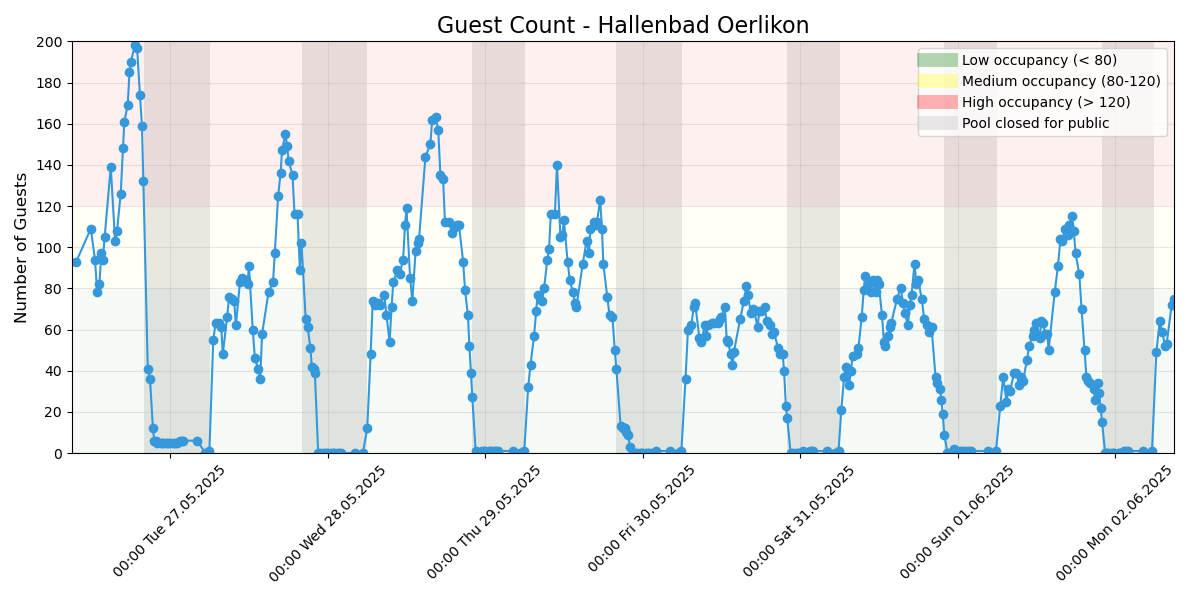 Guest Count - Hallenbad Oerlikon
Number of Guests
200
180
160
140
120
100
80
60
40
20
0
Low occupancy (< 80)
Medium occupancy (80-120)
High occupancy (> 120)
Pool closed for public
00:00 Tue 27.05.2025
00:00 Wed 28.05.2025
00:00 Thu 29.05.2025
00:00 Fri 30.05.2025
00:00 Sat 31.05.2025
00:00 Sun 01.06.2025
00:00 Mon 02.06.2025